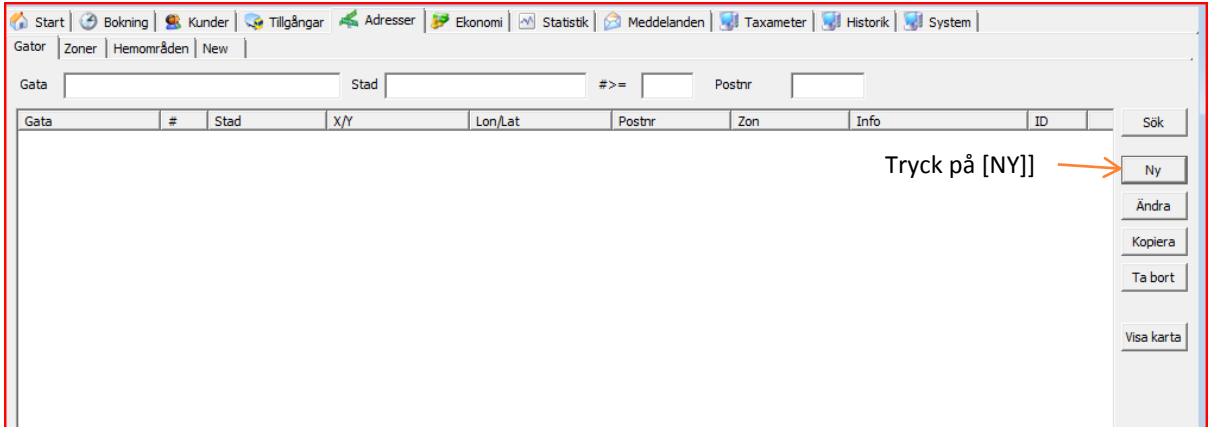 Start Bokning Kunder Tillgångar Adresser Ekonomi Statistik Meddelanden Taxameter Historik System
Gator Zoner Hemområden New
Gata Stad #>= Postnr
Gata # Stad X/Y Lon/Lat Postnr Zon Info ID Sök
Tryck på [NY]] Ny
Ändra
Kopiera
Ta bort
Visa karta